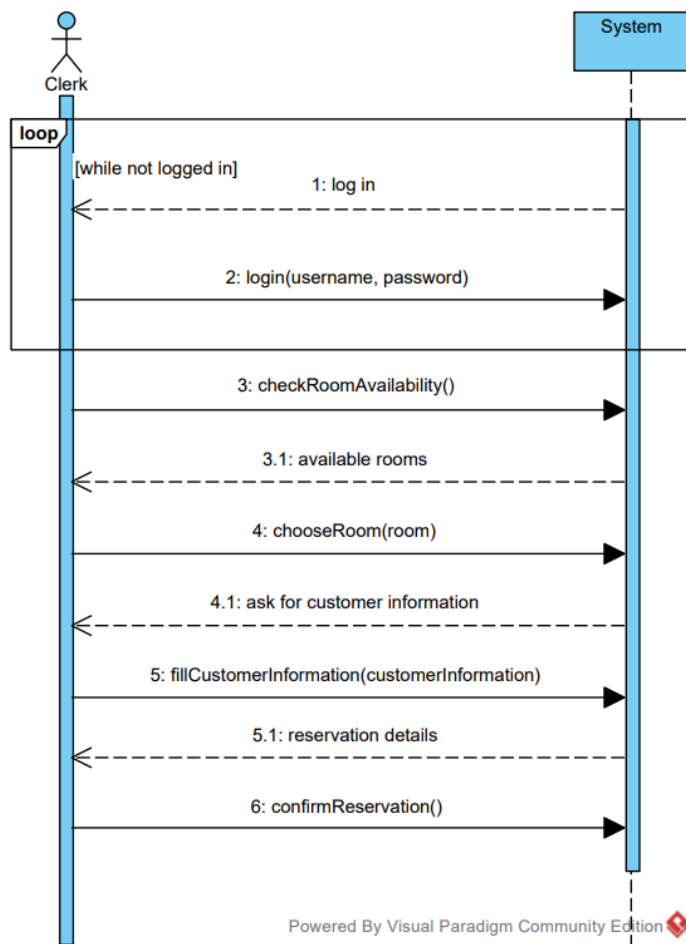 System
Clerk
loop
[while not logged in]
1: log in
2: login(username, password)
3: checkRoomAvailability()
3.1: available rooms
4: chooseRoom(room)
4.1: ask for customer information
5: fillCustomerInformation(customerInformation)
5.1: reservation details
6: confirmReservation()
Powered By Visual Paradigm Community Edition